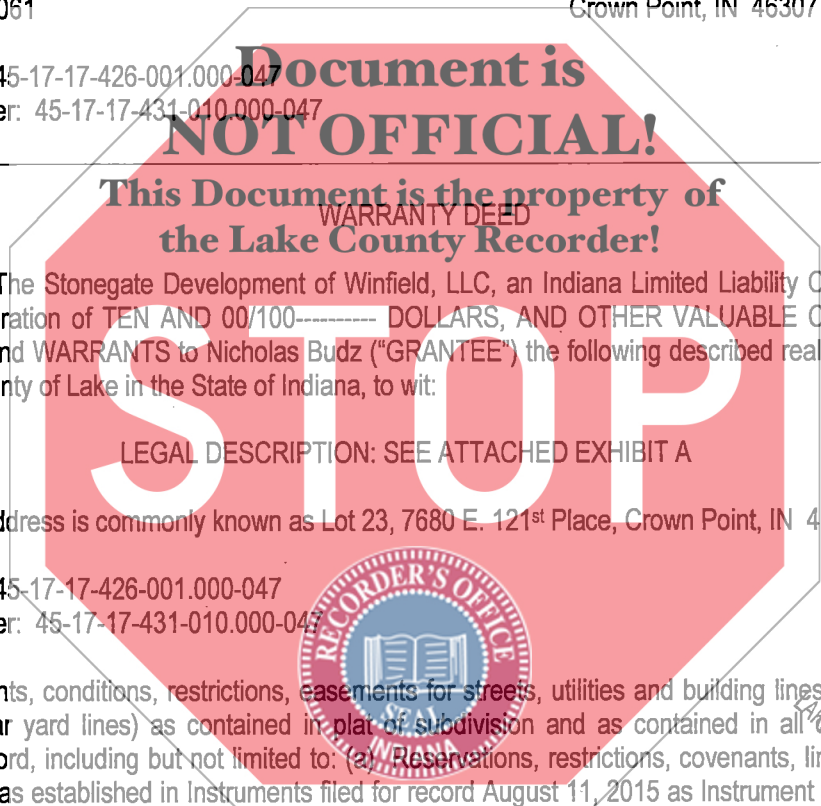 061
Crown Point, IN 46307
45-17-17-426-001.000-047
er: 45-17-17-431-010.000-047
Document is
NOT OFFICIAL!
This Document is the property of
the Lake County Recorder!
WARRANTY DEED
The Stonegate Development of Winfield, LLC, an Indiana Limited Liability C
ration of TEN AND 00/100---------- DOLLARS, AND OTHER VALUABLE C
nd WARRANTS to Nicholas Budz ("GRANTEE") the following described real
nty of Lake in the State of Indiana, to wit:
STOP
LEGAL DESCRIPTION: SEE ATTACHED EXHIBIT A
ddress is commonly known as Lot 23, 7680 E. 121st Place, Crown Point, IN 4
45-17-17-426-001.000-047
er: 45-17-17-431-010.000-047
RECORDER'S OFFICE
SEAL
INDIANA
nts, conditions, restrictions, easements for streets, utilities and building lines
ar yard lines) as contained in plat of subdivision and as contained in all
ord, including but not limited to: (a) Reservations, restrictions, covenants, li
as established in Instruments filed for record August 11, 2015 as Instrument